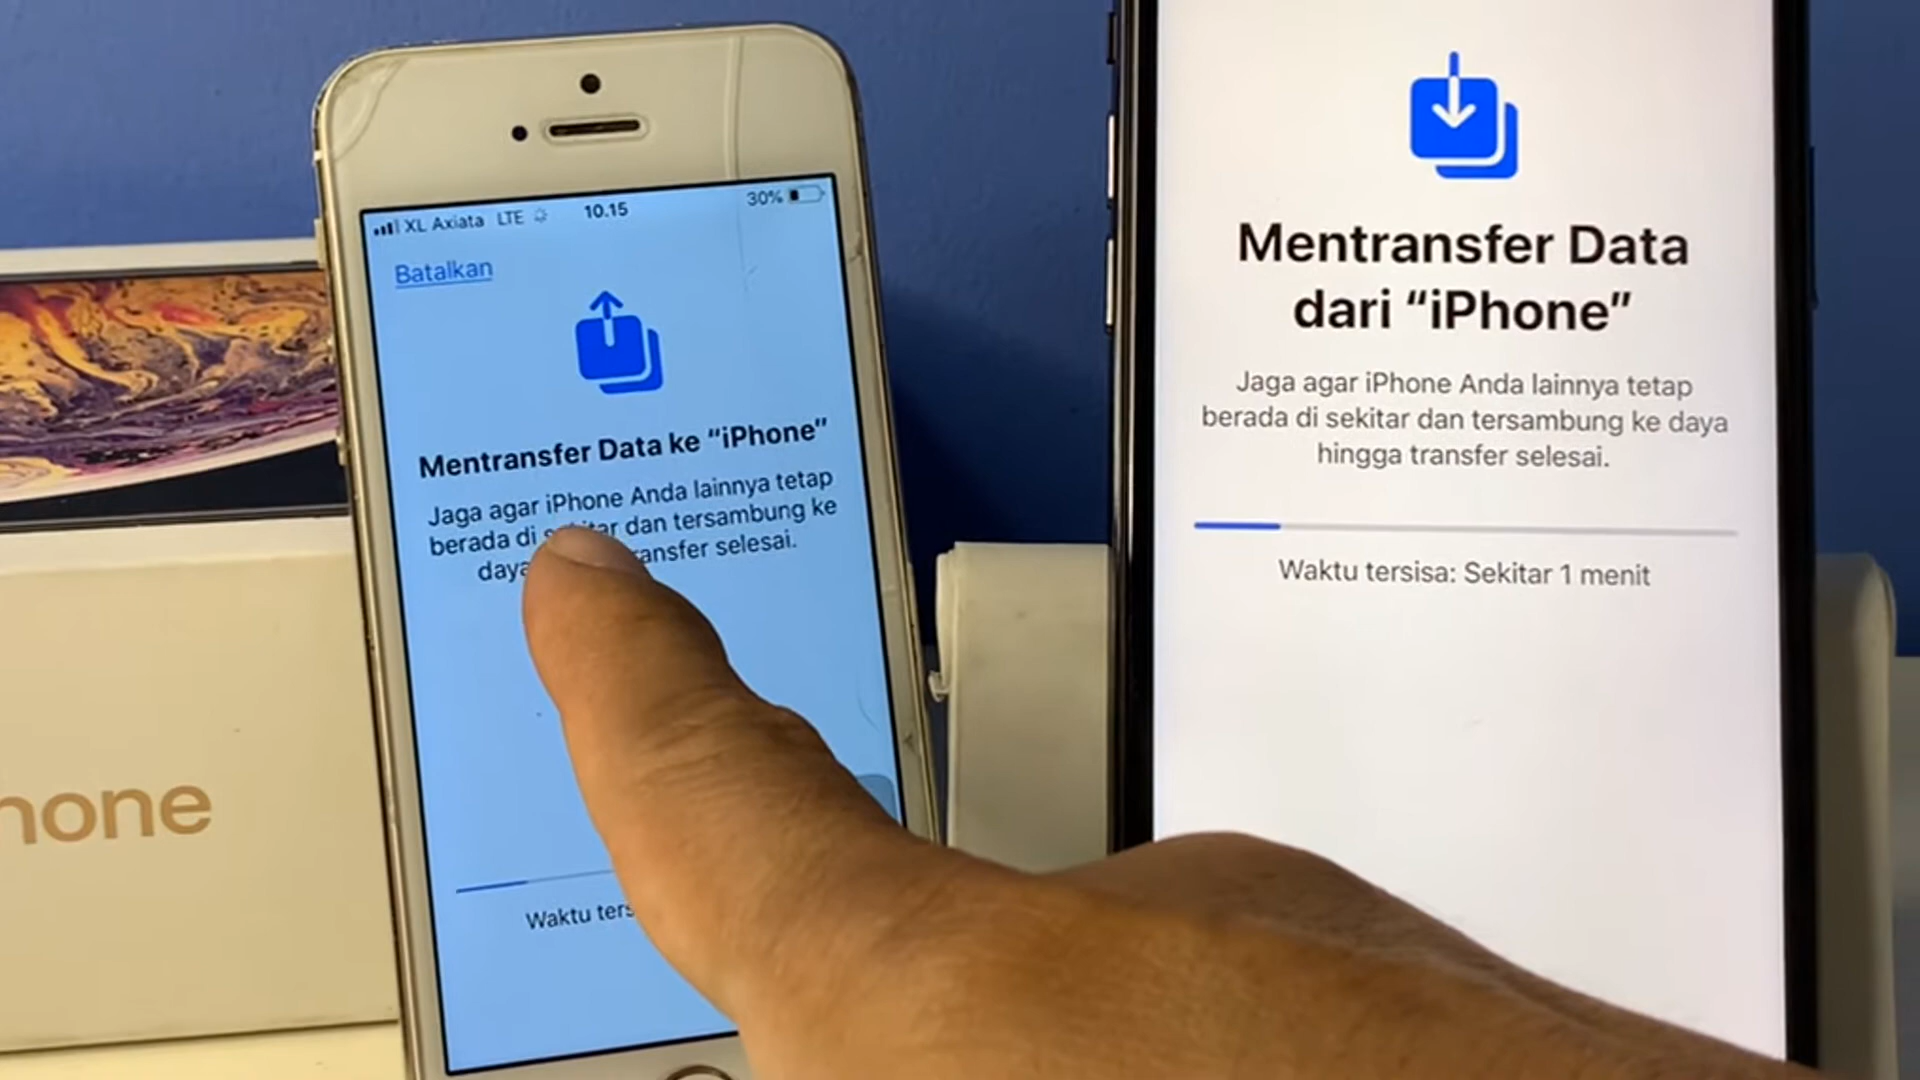 XL Axiata LTE 10.15 30%
Batalkan
Mentransfer Data ke “iPhone”
Jaga agar iPhone Anda lainnya tetap
berada di dan tersambung ke
selesai.
Waktu
hone
Mentransfer Data
dari “iPhone”
Jaga agar iPhone Anda lainnya tetap
berada di sekitar dan tersambung ke daya
hingga transfer selesai.
Waktu tersisa: Sekitar 1 menit